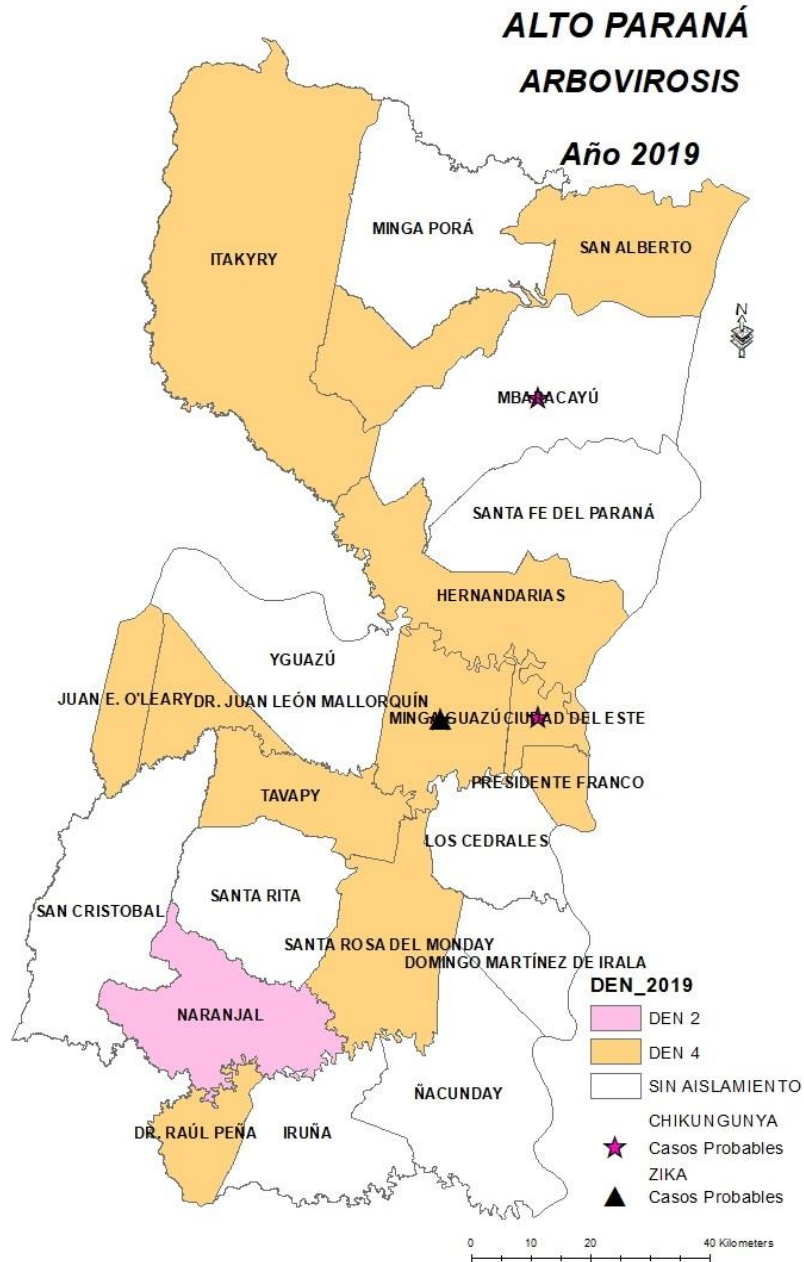 ALTO PARANÁ
ARBOVIROSIS
Año 2019
MINGA PORÁ
ITAKYRY
SAN ALBERTO
N
MBARACAYÚ
SANTA FE DEL PARANÁ
HERNANDARIAS
YGUAZÚ
JUAN E. O'LEARY
DR. JUAN LEÓN MALLORQUÍN
MINGA GUAZÚ
CIUDAD DEL ESTE
PRESIDENTE FRANCO
TAVAPY
LOS CEDRALES
SANTA RITA
SAN CRISTOBAL
SANTA ROSA DEL MONDAY
DOMINGO MARTÍNEZ DE IRALA
NARANJAL
ÑACUNDAY
DR. RAÚL PEÑA
IRUÑA
DEN_2019
DEN 2
DEN 4
SIN AISLAMIENTO
CHIKUNGUNYA
Casos Probables
ZIKA
Casos Probables
0 10 20 40 Kilometers